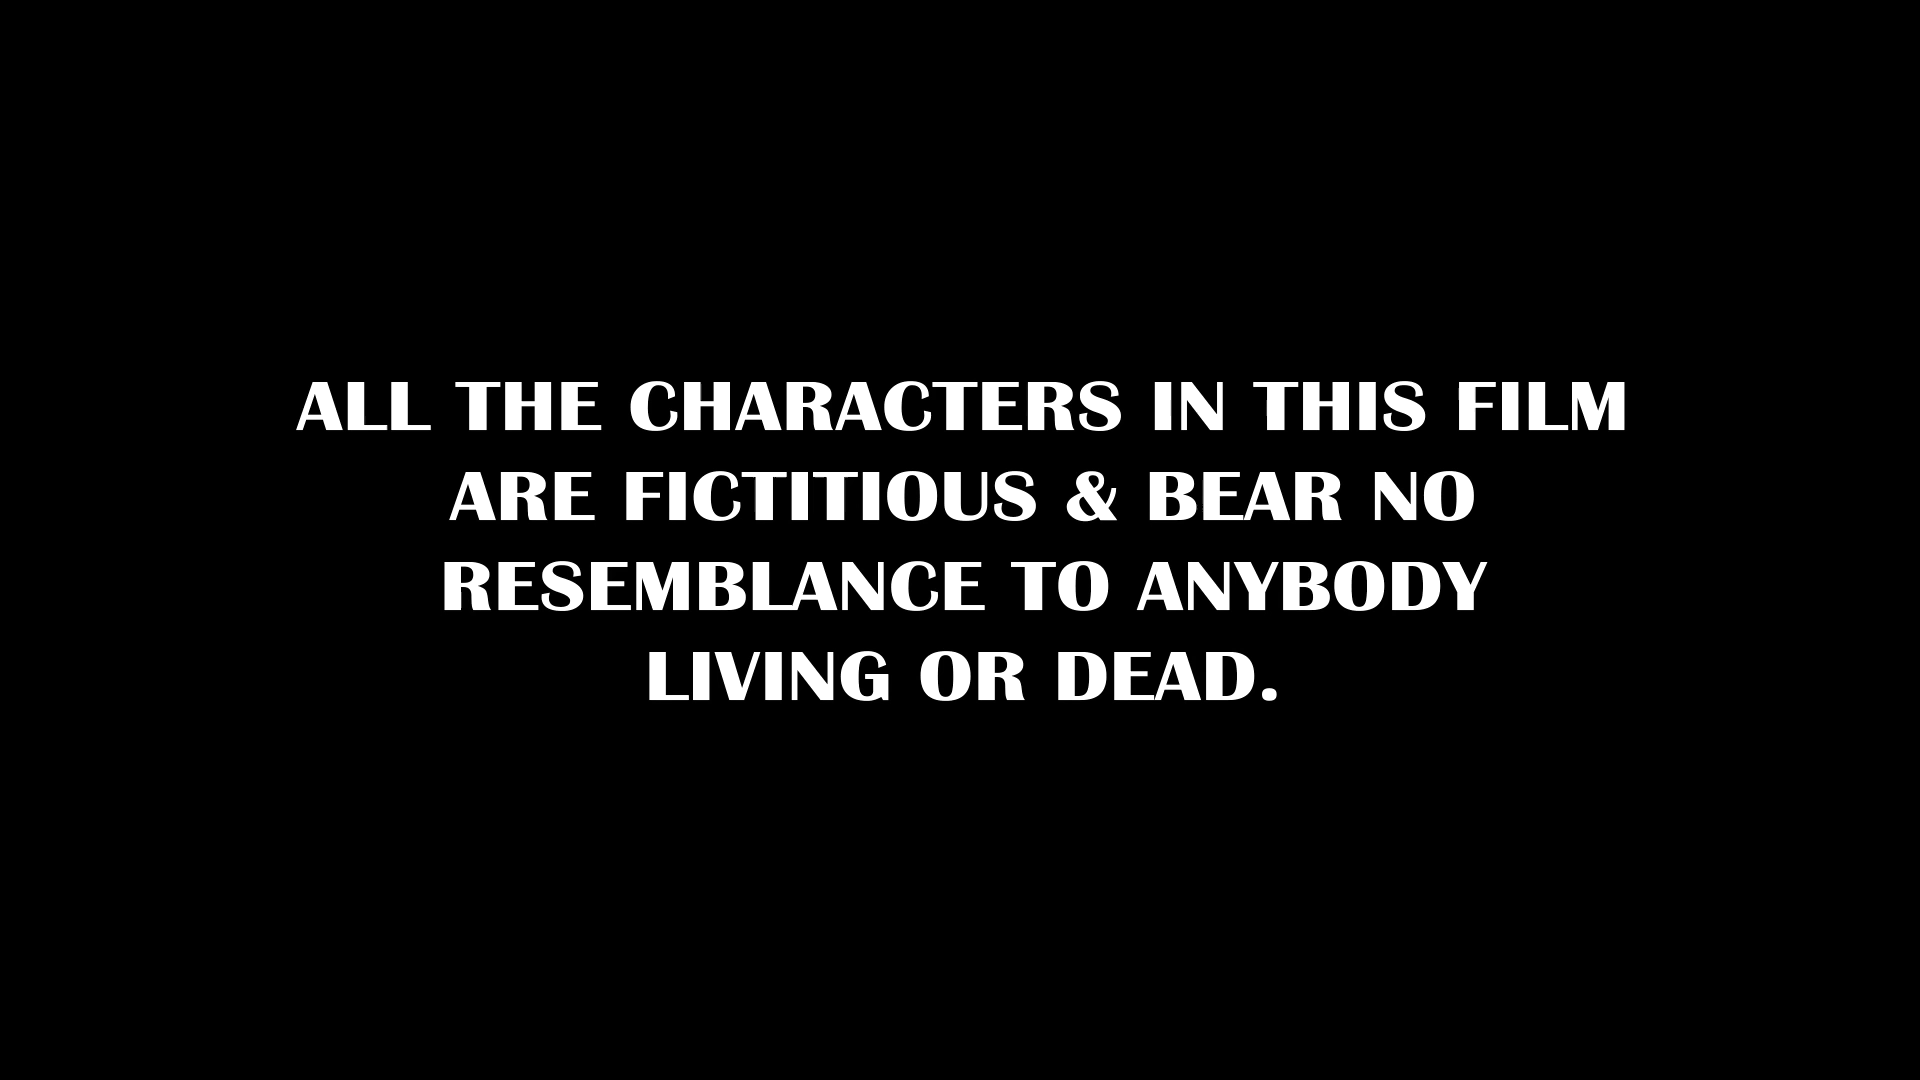 ALL THE CHARACTERS IN THIS FILM
ARE FICTITIOUS & BEAR NO
RESEMBLANCE TO ANYBODY
LIVING OR DEAD.